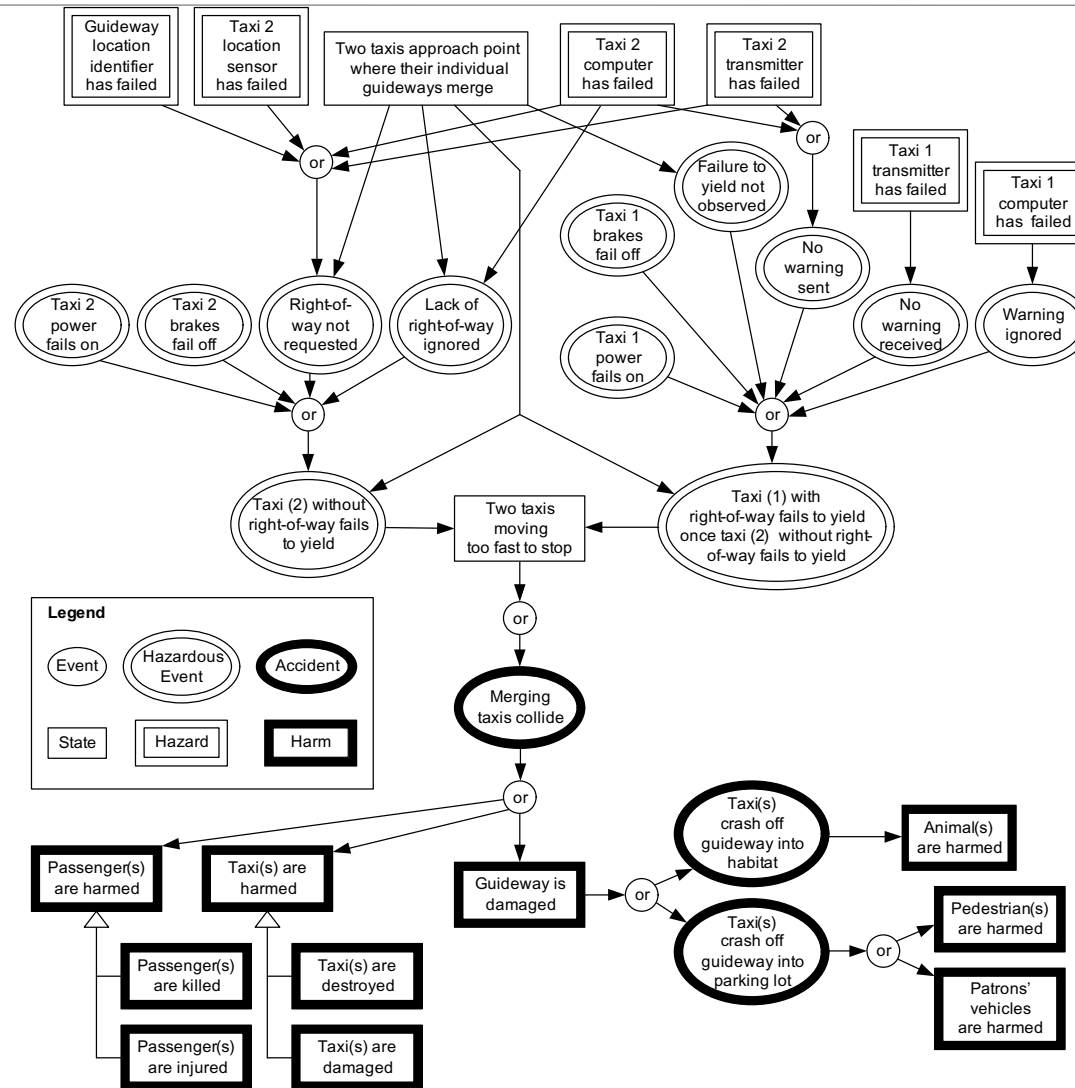 Guideway
location
identifier
has failed
Taxi 2
location
sensor
has failed
Two taxis approach point
where their individual
guideways merge
Taxi 2
computer
has failed
Taxi 2
transmitter
has failed
or
or
Failure to
yield not
observed
Taxi 1
transmitter
has failed
Taxi 1
computer
has failed
Taxi 1
brakes
fail off
No
warning
sent
Taxi 2
power
fails on
Taxi 2
brakes
fail off
Right-of-
way not
requested
Lack of
right-of-way
ignored
Taxi 1
power
fails on
No
warning
received
Warning
ignored
or
or
Taxi (2) without
right-of-way fails
to yield
Two taxis
moving
too fast to stop
Taxi (1) with
right-of-way fails to yield
once taxi (2) without right-
of-way fails to yield
or
Legend
Event
Hazardous
Event
Accident
State
Hazard
Harm
Merging
taxis collide
or
Passenger(s)
are harmed
Taxi(s) are
harmed
Guideway is
damaged
or
Taxi(s)
crash off
guideway into
habitat
Animal(s)
are harmed
Taxi(s)
crash off
guideway into
parking lot
or
Pedestrian(s)
are harmed
Patrons'
vehicles
are harmed
Passenger(s)
are killed
Taxi(s) are
destroyed
Passenger(s)
are injured
Taxi(s) are
damaged